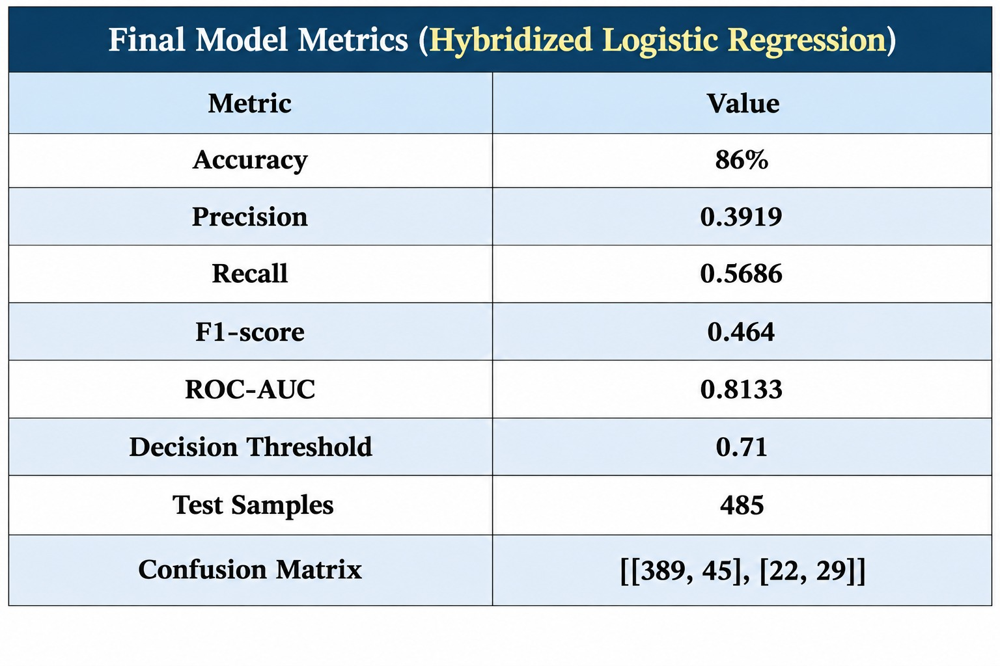 Final Model Metrics (Hybridized Logistic Regression)
Metric Value
Accuracy 86%
Precision 0.3919
Recall 0.5686
F1-score 0.464
ROC-AUC 0.8133
Decision Threshold 0.71
Test Samples 485
Confusion Matrix [[389, 45], [22, 29]]